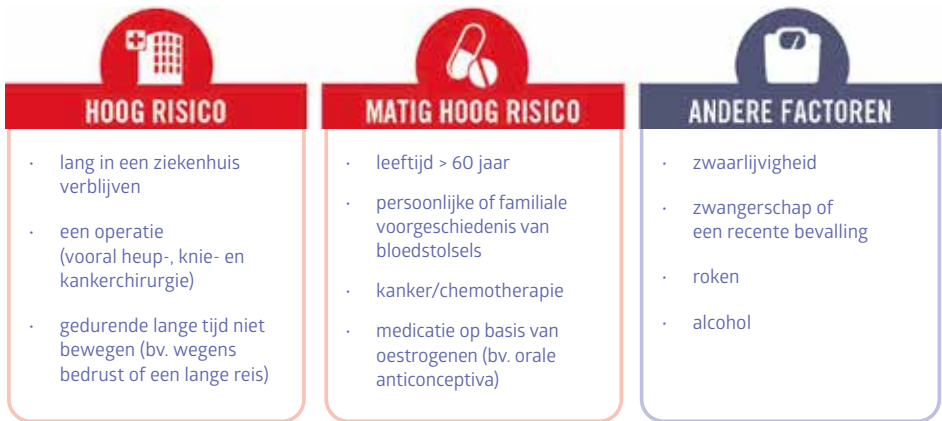 HOOG RISICO
· lang in een ziekenhuis
verblijven
· een operatie
(vooral heup-, knie- en
kankerchirurgie)
· gedurende lange tijd niet
bewegen (bv. wegens
bedrust of een lange reis)
MATIG HOOG RISICO
· leeftijd > 60 jaar
· persoonlijke of familiale
voorgeschiedenis van
bloedstolsels
· kanker/chemotherapie
· medicatie op basis van
oestrogenen (bv. orale
anticonceptiva)
ANDERE FACTOREN
· zwaarlijvigheid
· zwangerschap of
een recente bevalling
· roken
· alcohol